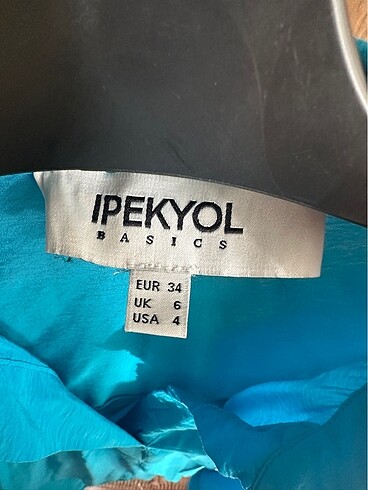 IPEKYOL
BASICS
EUR 34
UK 6
USA 4